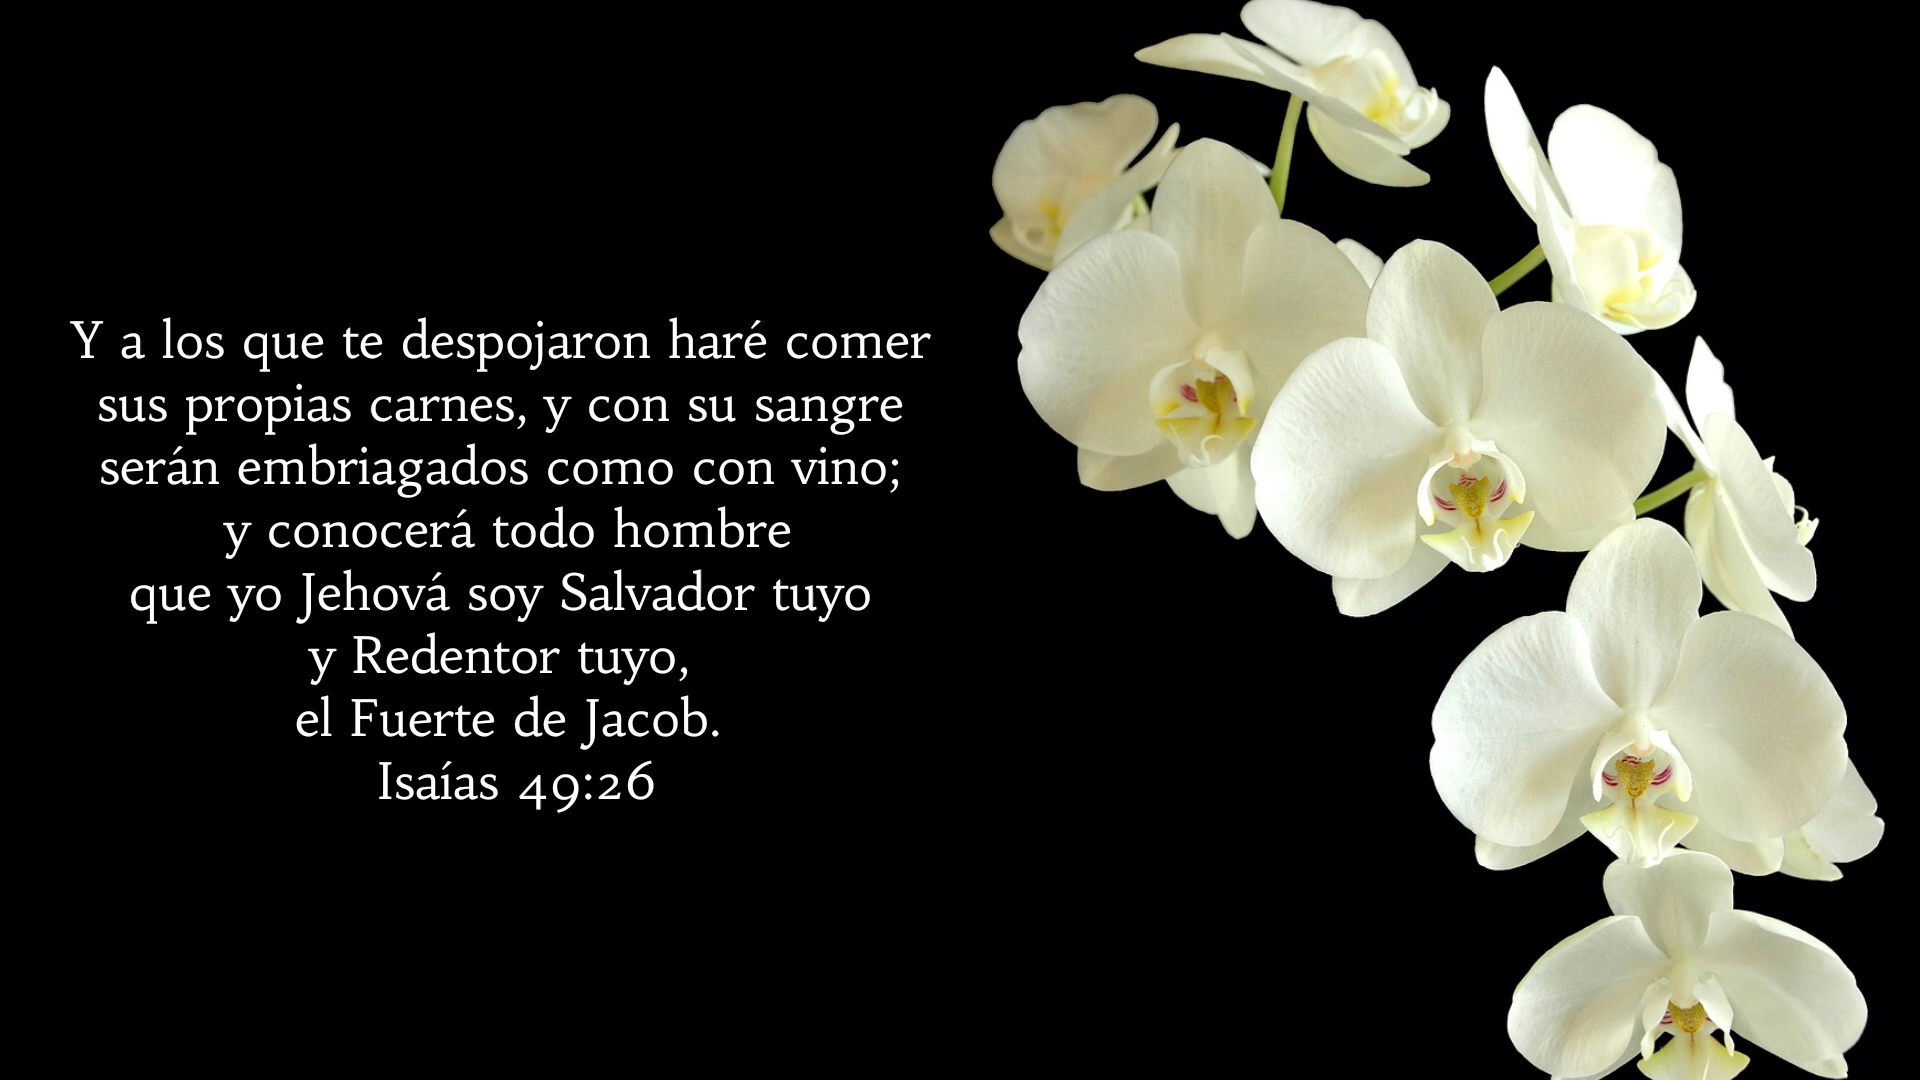 Y a los que te despojaron haré comer
sus propias carnes, y con su sangre
serán embriagados como con vino;
y conocerá todo hombre
que yo Jehová soy Salvador tuyo
y Redentor tuyo,
el Fuerte de Jacob.
Isaías 49:26